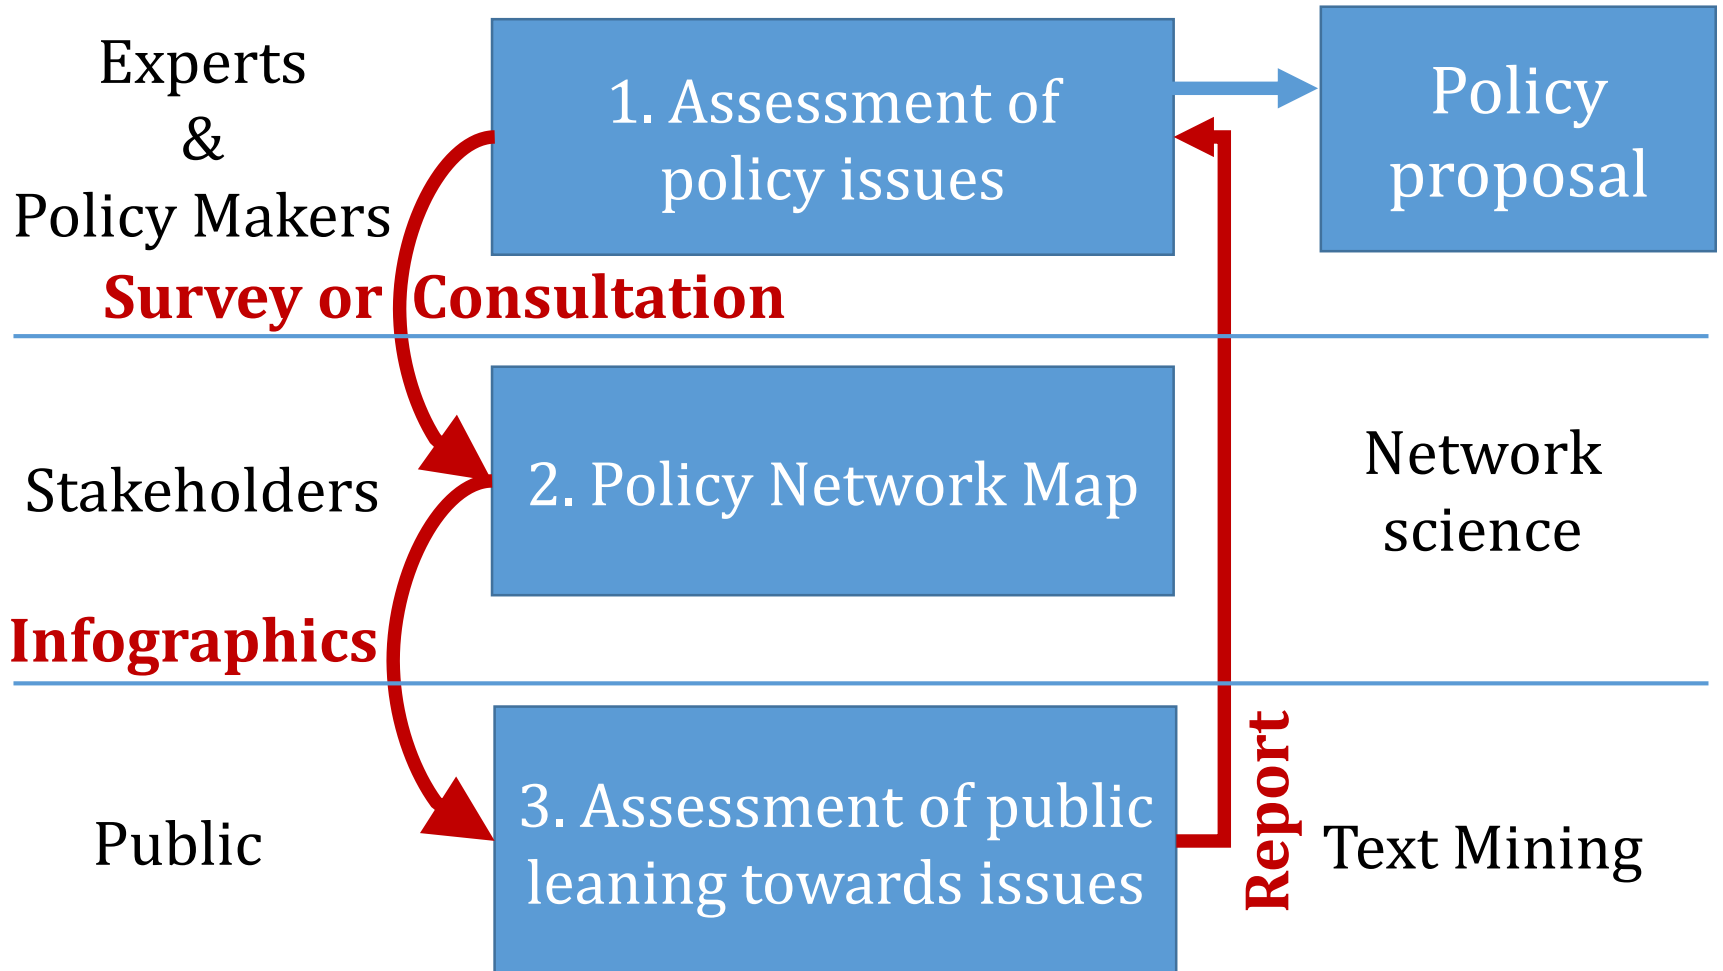 Experts
&
Policy Makers
1. Assessment of
policy issues
Policy
proposal
Survey or Consultation
Stakeholders
2. Policy Network Map
Network
science
Infographics
Public
3. Assessment of public
leaning towards issues
Report
Text Mining